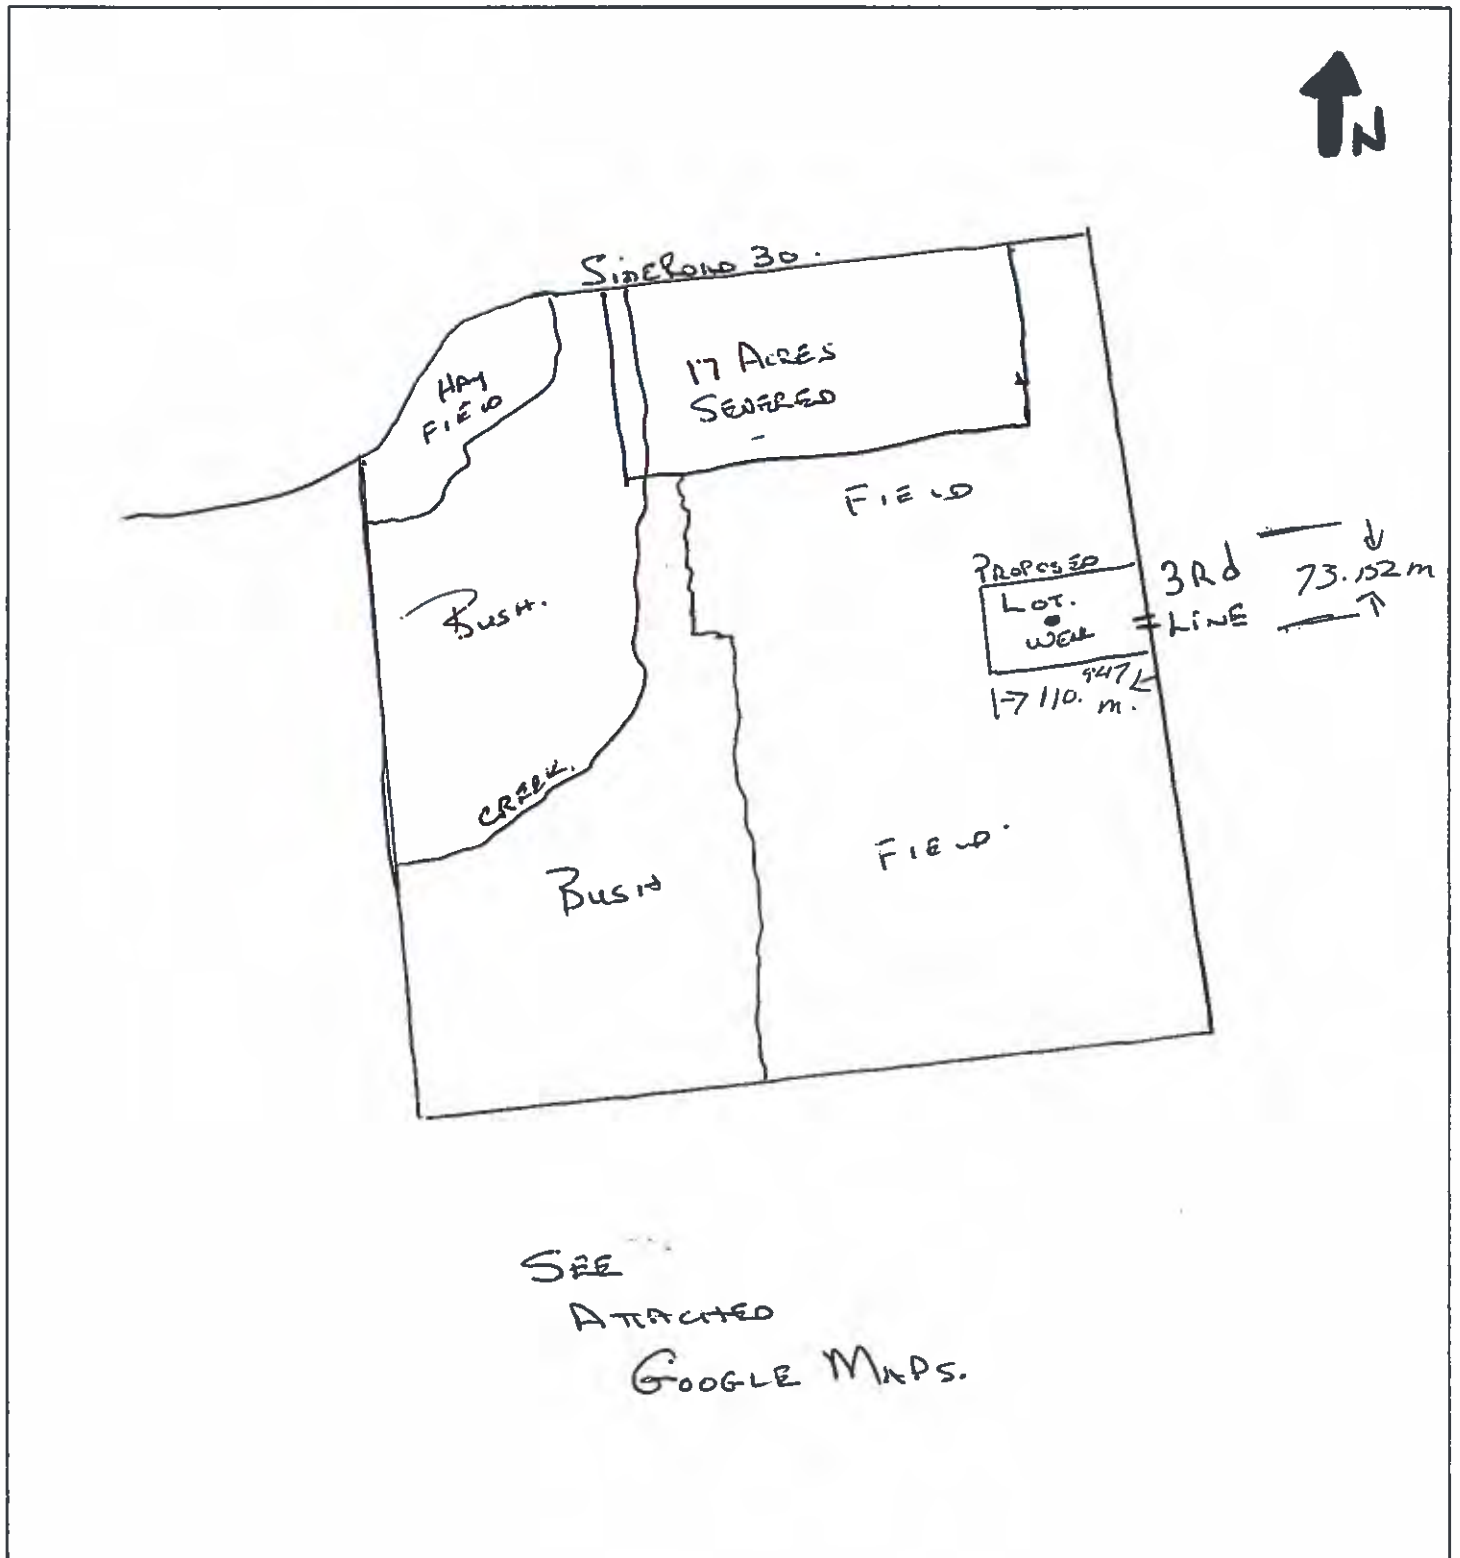 N
SIDEROAD 30.
HAY
FIELD
17 ACRES
SEVERED
FIELD
PROPOSED
LOT.
WELL
3Rd
LINE
73.152 m
110.947
m.
BUSH.
CREEK.
BUSH
FIELD.
SEE
ATTACHED
GOOGLE MAPS.